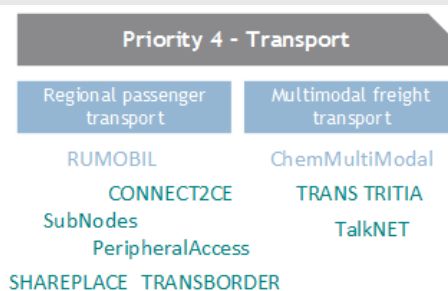 Priority 4 - Transport
Regional passenger
transport
Multimodal freight
transport
RUMOBIL
CONNECT2CE
SubNodes
PeripheralAccess
SHAREPLACE TRANSBORDER
ChemMultiModal
TRANS TRITIA
TalkNET